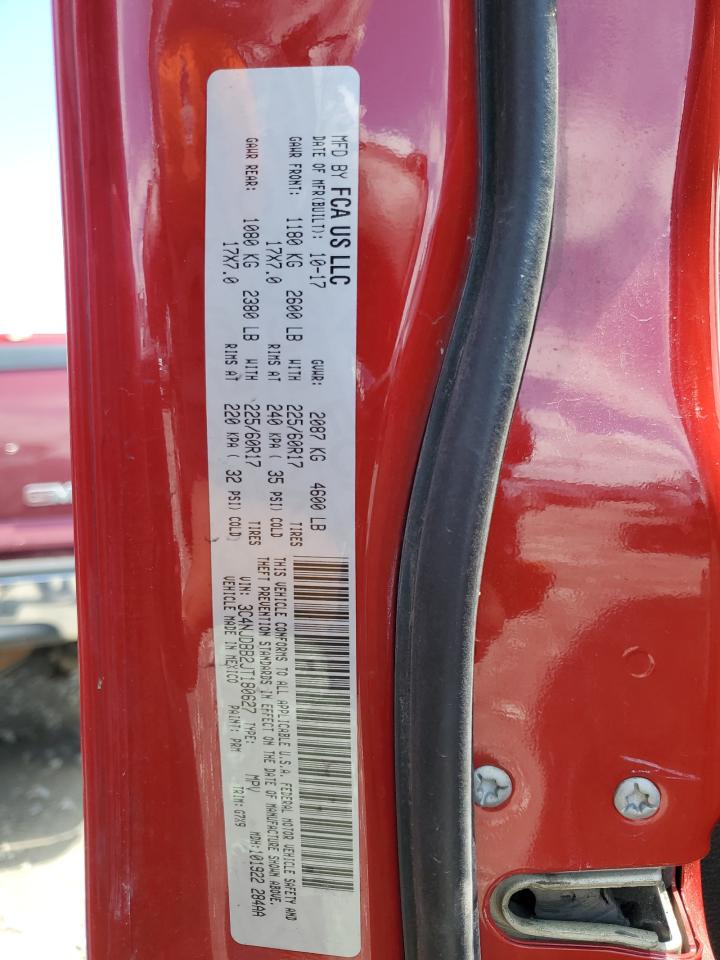 MFD BY FCA US LLC
DATE OF MFR(BUILT): 10-17 GVWR: 2087 KG 4600 LB
GAWR FRONT: 1180 KG 2600 LB WITH 225/60R17 TIRES
17X7.0 RIMS AT 240 KPA ( 35 PSI) COLD
GAWR REAR: 1080 KG 2380 LB WITH 225/60R17 TIRES
17X7.0 RIMS AT 220 KPA ( 32 PSI) COLD
THIS VEHICLE CONFORMS TO ALL APPLICABLE U.S.A. FEDERAL MOTOR VEHICLE SAFETY AND
THEFT PREVENTION STANDARDS IN EFFECT ON THE DATE OF MANUFACTURE SHOWN ABOVE.
VIN: 3C4NJDBB2JT180627 TYPE: MPV MDH:101922 284AA
VEHICLE MADE IN MEXICO PAINT: PRM TRIM: G7X9